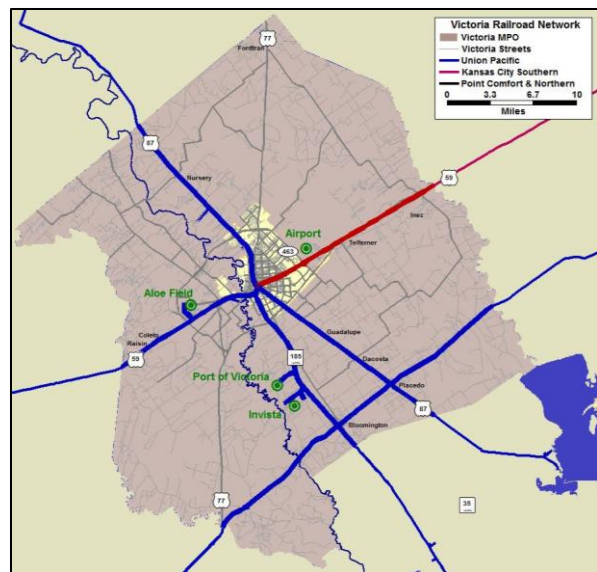 Victoria Railroad Network
Victoria MPO
Victoria Streets
Union Pacific
Kansas City Southern
Point Comfort & Northern
0 3.3 6.7 10
Miles
77
Fordtran
87
Nursery
59
Inez
Airport
Telferner
463
Aloe Field
Coleto
Raisin
59
Guadalupe
185
Dacosta
Port of Victoria
Placedo
Invista
87
Bloomington
77
35